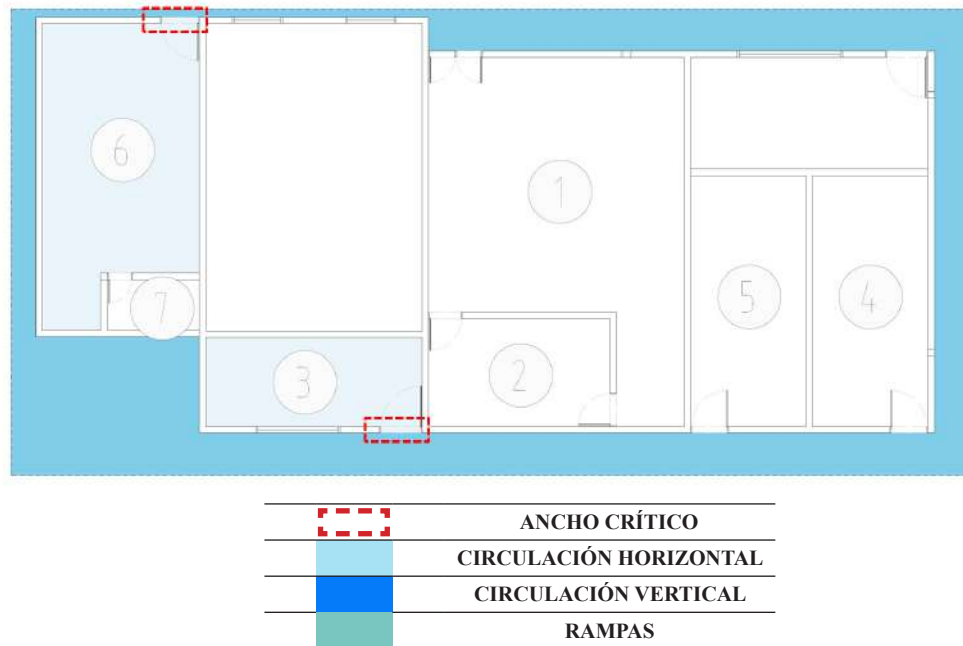 6
1
7
5
4
3
2
ANCHO CRÍTICO
CIRCULACIÓN HORIZONTAL
CIRCULACIÓN VERTICAL
RAMPAS